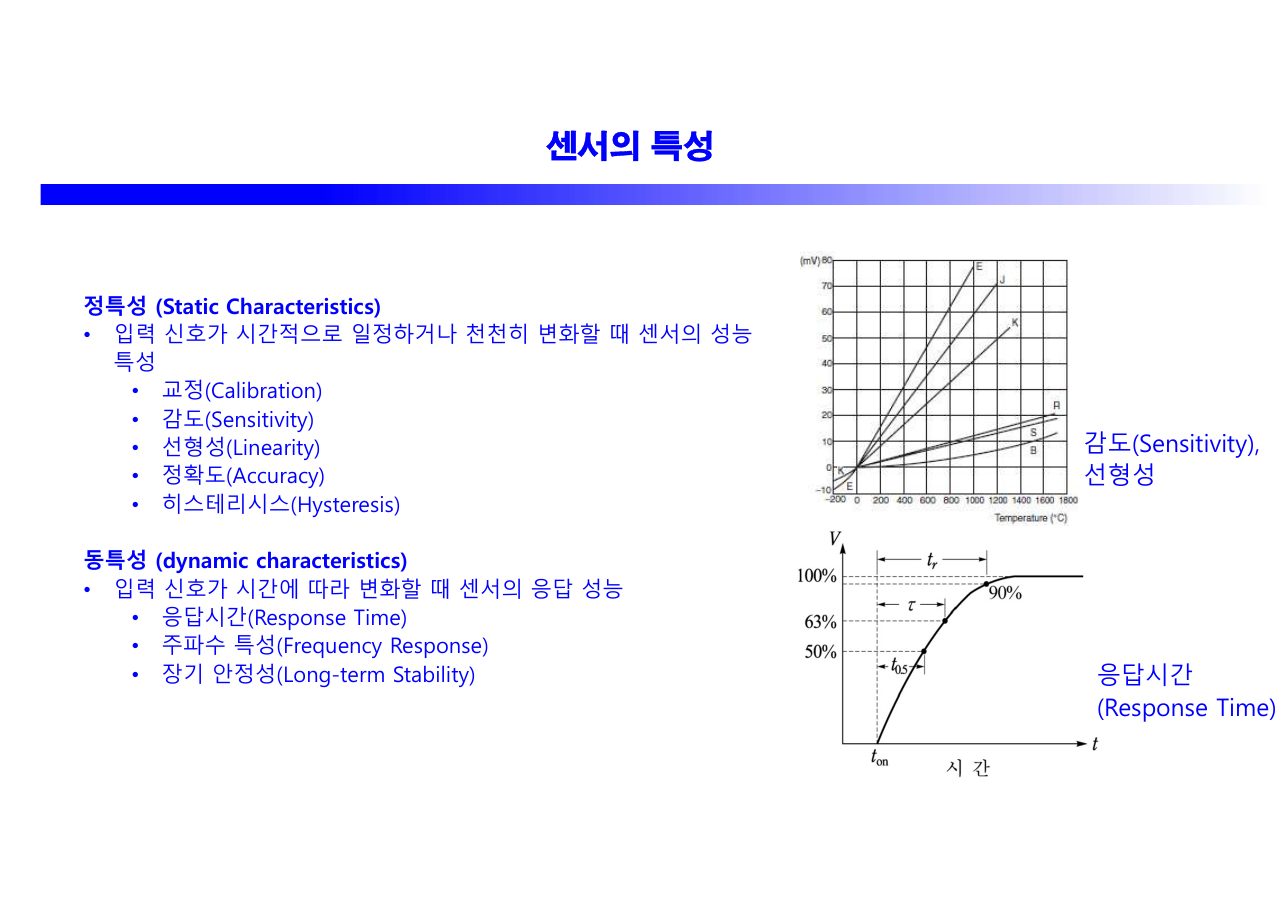 센서의 특성
정특성 (Static Characteristics)
• 입력 신호가 시간적으로 일정하거나 천천히 변화할 때 센서의 성능
특성
• 교정(Calibration)
• 감도(Sensitivity)
• 선형성(Linearity)
• 정확도(Accuracy)
• 히스테리시스(Hysteresis)
동특성 (dynamic characteristics)
• 입력 신호가 시간에 따라 변화할 때 센서의 응답 성능
• 응답시간(Response Time)
• 주파수 특성(Frequency Response)
• 장기 안정성(Long-term Stability)
(mV) 80
E
70
J
60
K
50
40
30
20
R
10
S
B
0
K
-10
E
-200 0 200 400 600 800 1000 1200 1400 1600 1800
Temperature (°C)
감도(Sensitivity),
선형성
V
tr
100%
90%
τ
63%
50%
t0.5
t
ton
시 간
응답시간
(Response Time)